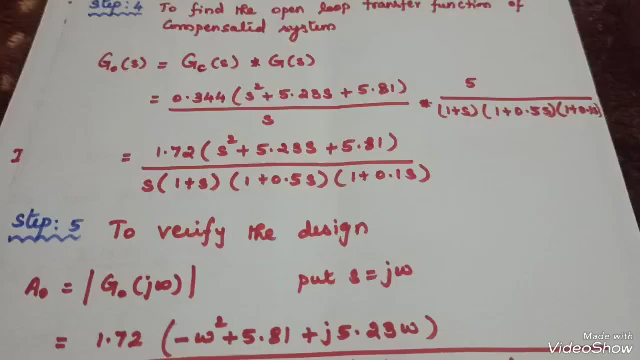 Step: 4 To find the open loop transfer function of
Compensated system
G₀(s) = G_c(s) * G(s)
= 0.344 (s² + 5.23s + 5.81) / s * 5 / (1+s)(1+0.5s)(1+0.1s)
I = 1.72 (s² + 5.23s + 5.81) / s(1+s)(1+0.5s)(1+0.1s)
Step: 5 To verify the design
A₀ = |G₀(jω)| put s = jω
= 1.72 (-ω² + 5.81 + j5.23ω)
Made with
VideoShow